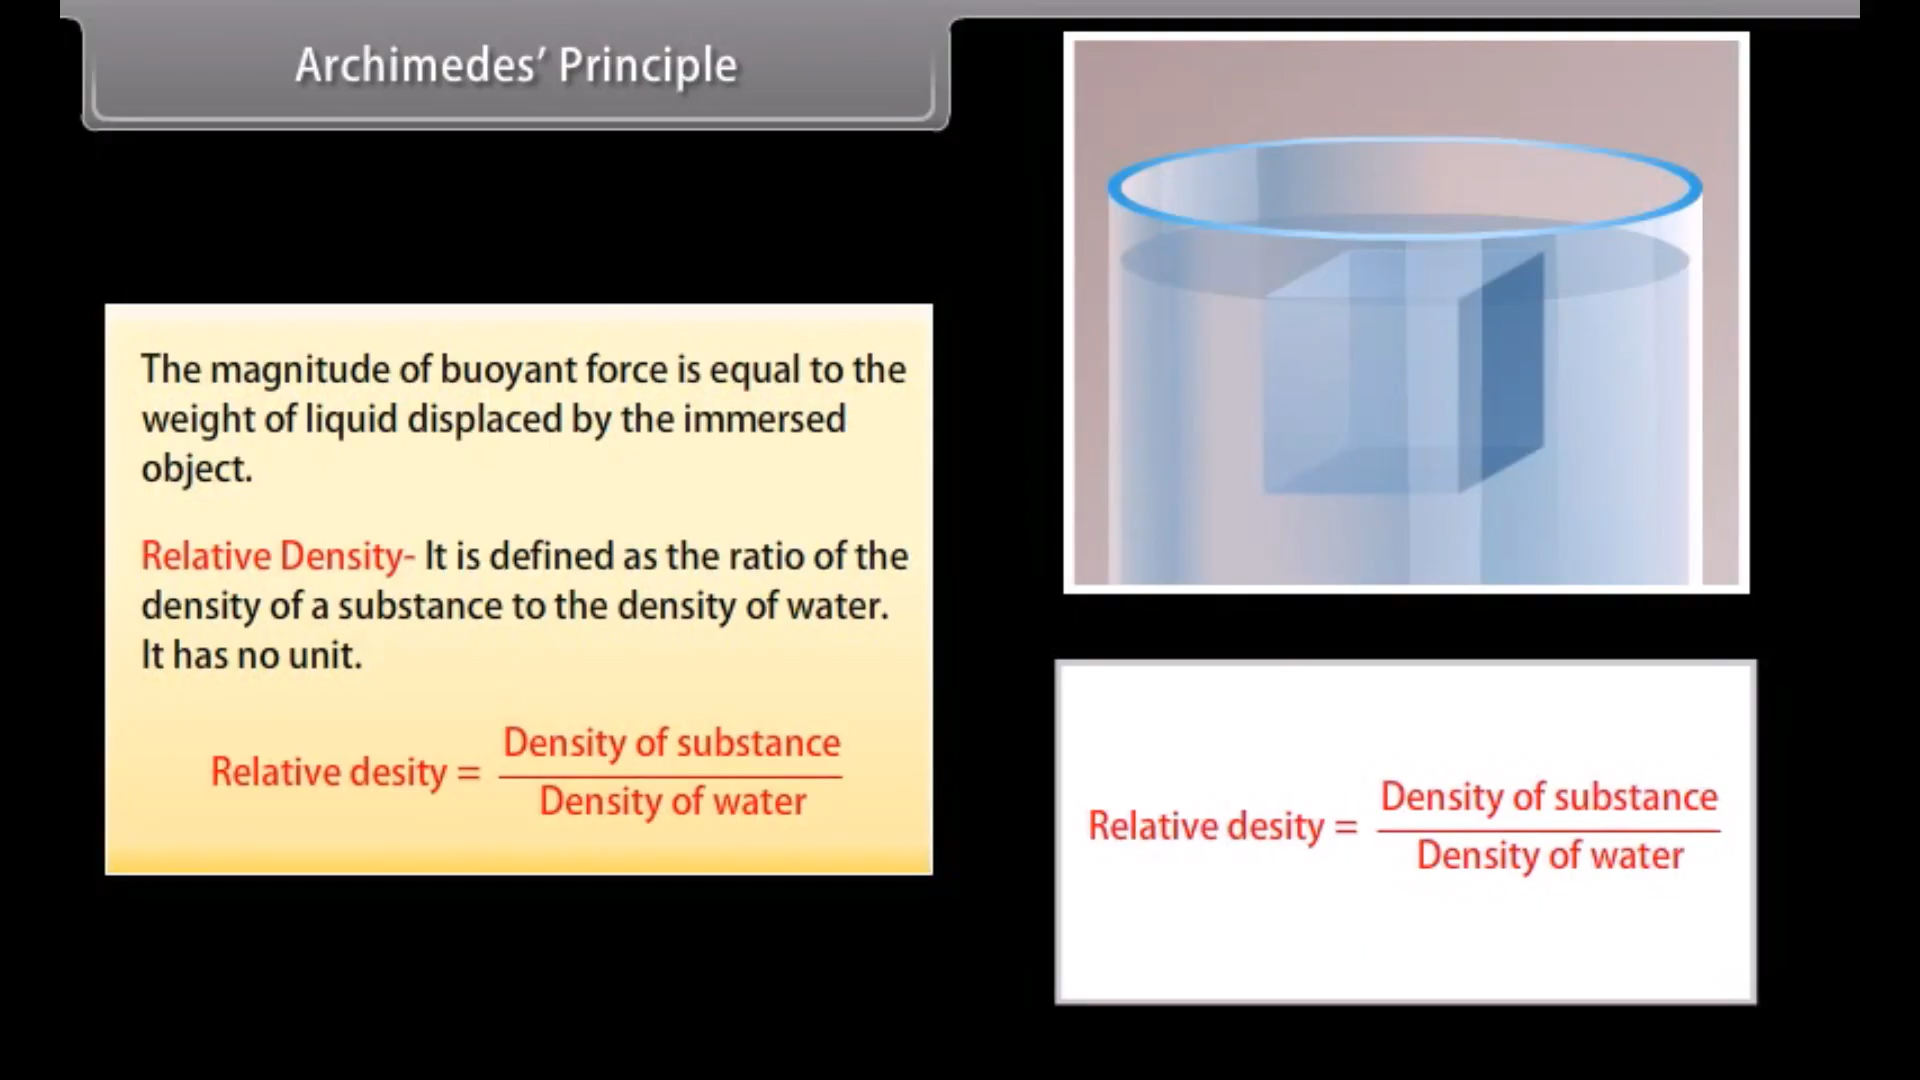 Archimedes’ Principle
The magnitude of buoyant force is equal to the
weight of liquid displaced by the immersed
object.
Relative Density- It is defined as the ratio of the
density of a substance to the density of water.
It has no unit.
Relative desity = Density of substance
Density of water
Relative desity = Density of substance
Density of water